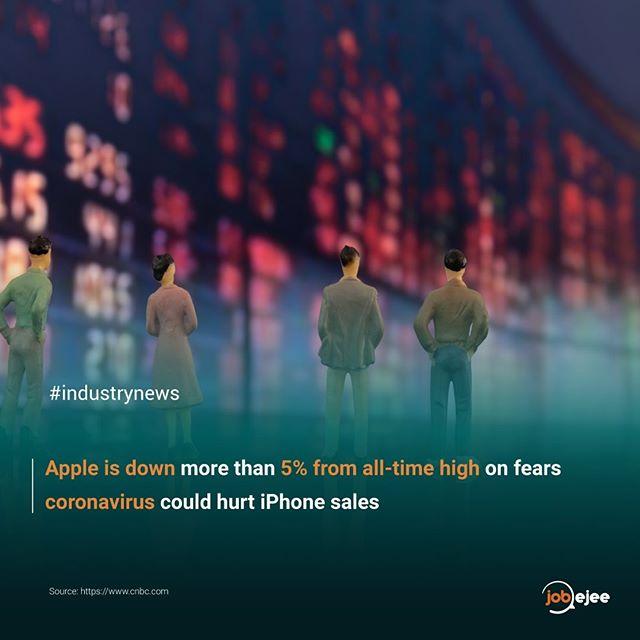 #industrynews
Apple is down more than 5% from all-time high on fears
coronavirus could hurt iPhone sales
Source: https://www.cnbc.com
jobejee